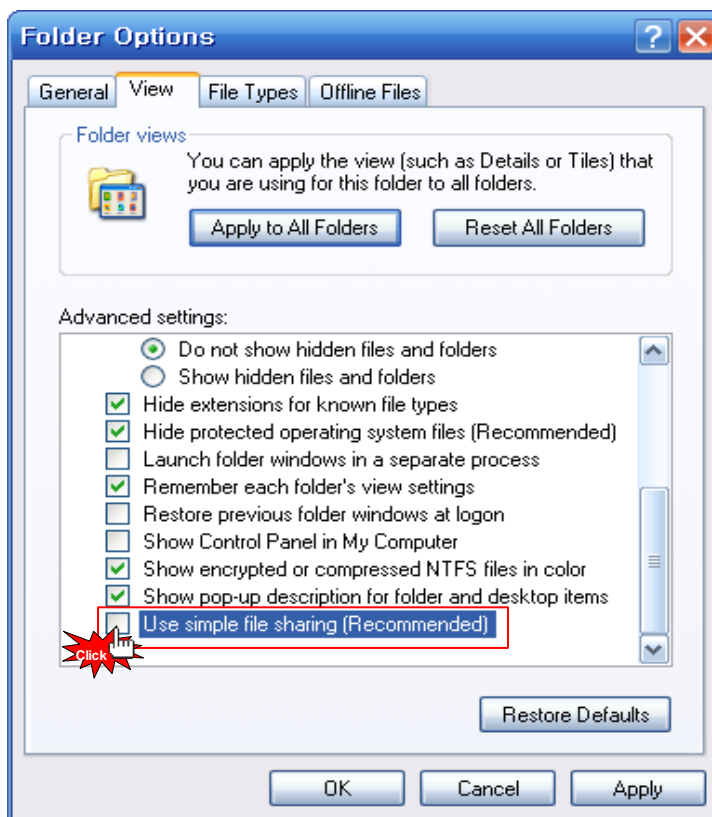 Folder Options
General View File Types Offline Files
Folder views
You can apply the view (such as Details or Tiles) that
you are using for this folder to all folders.
Apply to All Folders Reset All Folders
Advanced settings:
Do not show hidden files and folders
Show hidden files and folders
Hide extensions for known file types
Hide protected operating system files (Recommended)
Launch folder windows in a separate process
Remember each folder's view settings
Restore previous folder windows at logon
Show Control Panel in My Computer
Show encrypted or compressed NTFS files in color
Show pop-up description for folder and desktop items
Use simple file sharing (Recommended)
Click
Restore Defaults
OK Cancel Apply